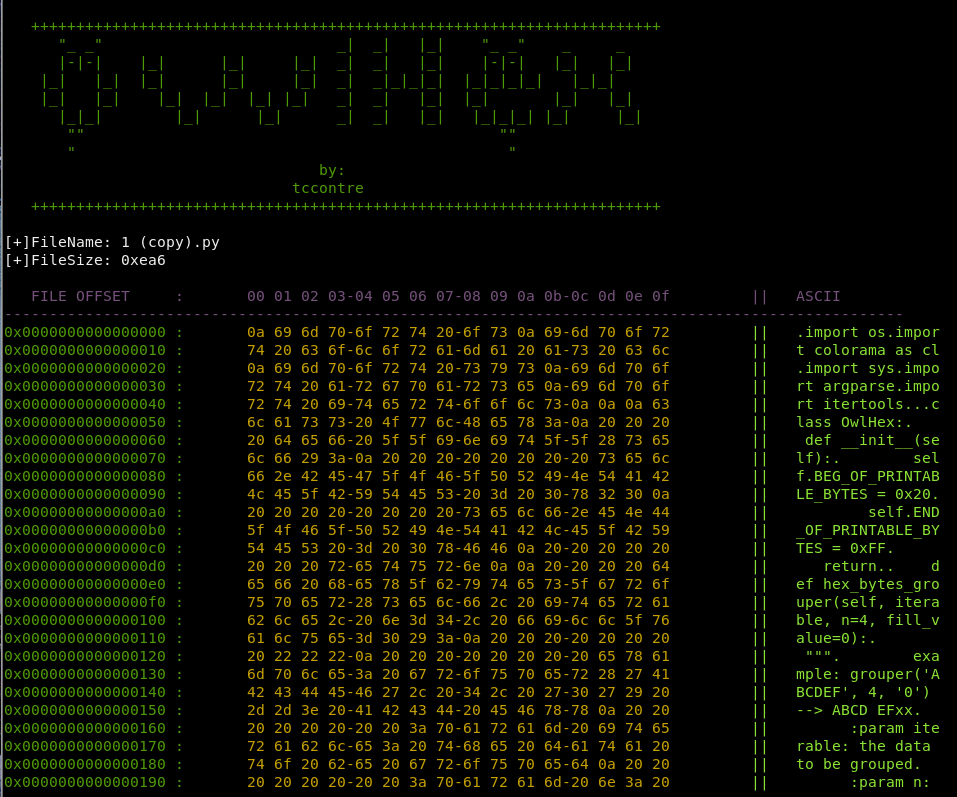 +++++++++++++++++++++++++++++++++++++++++++++++++++++++++++++++++++++++
      "_ _"                          _|  _|   |_|    "_ _"    _     _
      |-|-|     |_|      |_|     |_|  _|  _|   |_|    |-|-|   |_|   |_|
    |_|   |_|  |_|      |_|     |_|  _|  _|_|_|_|  |_|_|_|_|   |_|_|
    |_|   |_|    |_|  |_|  |_| |_|   _|  _|   |_|  |_|       |_|   |_|
      |_|_|        |_|      |_|      _|  _|   |_|   |_|_|_| |_|      |_|
       ""                                              ""
       "                                                "
by:
tccontre
+++++++++++++++++++++++++++++++++++++++++++++++++++++++++++++++++++++++
[+]FileName: 1 (copy).py
[+]FileSize: 0xea6
FILE OFFSET     :       00 01 02 03-04 05 06 07-08 09 0a 0b-0c 0d 0e 0f         ||   ASCII
----------------------------------------------------------------------------------------------------
0x0000000000000000 :       0a 69 6d 70-6f 72 74 20-6f 73 0a 69-6d 70 6f 72         ||   .import os.impor
0x0000000000000010 :       74 20 63 6f-6c 6f 72 61-6d 61 20 61-73 20 63 6c         ||   t colorama as cl
0x0000000000000020 :       0a 69 6d 70-6f 72 74 20-73 79 73 0a-69 6d 70 6f         ||   .import sys.impo
0x0000000000000030 :       72 74 20 61-72 67 70 61-72 73 65 0a-69 6d 70 6f         ||   rt argparse.impo
0x0000000000000040 :       72 74 20 69-74 65 72 74-6f 6f 6c 73-0a 0a 0a 63         ||   rt itertools...c
0x0000000000000050 :       6c 61 73 73-20 4f 77 6c-48 65 78 3a-0a 20 20 20         ||   lass OwlHex:.
0x0000000000000060 :       20 64 65 66-20 5f 5f 69-6e 69 74 5f-5f 28 73 65         ||    def __init__(se
0x0000000000000070 :       6c 66 29 3a-0a 20 20 20-20 20 20 20-20 73 65 6c         ||   lf):.        sel
0x0000000000000080 :       66 2e 42 45-47 5f 4f 46-5f 50 52 49-4e 54 41 42         ||   f.BEG_OF_PRINTAB
0x0000000000000090 :       4c 45 5f 42-59 54 45 53-20 3d 20 30-78 32 30 0a         ||   LE_BYTES = 0x20.
0x00000000000000a0 :       20 20 20 20-20 20 20 20-73 65 6c 66-2e 45 4e 44         ||           self.END
0x00000000000000b0 :       5f 4f 46 5f-50 52 49 4e-54 41 42 4c-45 5f 42 59         ||   _OF_PRINTABLE_BY
0x00000000000000c0 :       54 45 53 20-3d 20 30 78-46 46 0a 20-20 20 20 20         ||   TES = 0xFF.
0x00000000000000d0 :       20 20 20 72-65 74 75 72-6e 0a 0a 20-20 20 20 64         ||      return..    d
0x00000000000000e0 :       65 66 20 68-65 78 5f 62-79 74 65 73-5f 67 72 6f         ||   ef hex_bytes_gro
0x00000000000000f0 :       75 70 65 72-28 73 65 6c-66 2c 20 69-74 65 72 61         ||   uper(self, itera
0x0000000000000100 :       62 6c 65 2c-20 6e 3d 34-2c 20 66 69-6c 6c 5f 76         ||   ble, n=4, fill_v
0x0000000000000110 :       61 6c 75 65-3d 30 29 3a-0a 20 20 20-20 20 20 20         ||   alue=0):.
0x0000000000000120 :       20 22 22 22-0a 20 20 20-20 20 20 20-20 65 78 61         ||    """.        exa
0x0000000000000130 :       6d 70 6c 65-3a 20 67 72-6f 75 70 65-72 28 27 41         ||   mple: grouper('A
0x0000000000000140 :       42 43 44 45-46 27 2c 20-34 2c 20 27-30 27 29 20         ||   BCDEF', 4, '0')
0x0000000000000150 :       2d 2d 3e 20-41 42 43 44-20 45 46 78-78 0a 20 20         ||   --> ABCD EFxx.
0x0000000000000160 :       20 20 20 20-20 20 3a 70-61 72 61 6d-20 69 74 65         ||         :param ite
0x0000000000000170 :       72 61 62 6c-65 3a 20 74-68 65 20 64-61 74 61 20         ||   rable: the data
0x0000000000000180 :       74 6f 20 62-65 20 67 72-6f 75 70 65-64 0a 20 20         ||   to be grouped.
0x0000000000000190 :       20 20 20 20-20 20 3a 70-61 72 61 6d-20 6e 3a 20         ||         :param n: